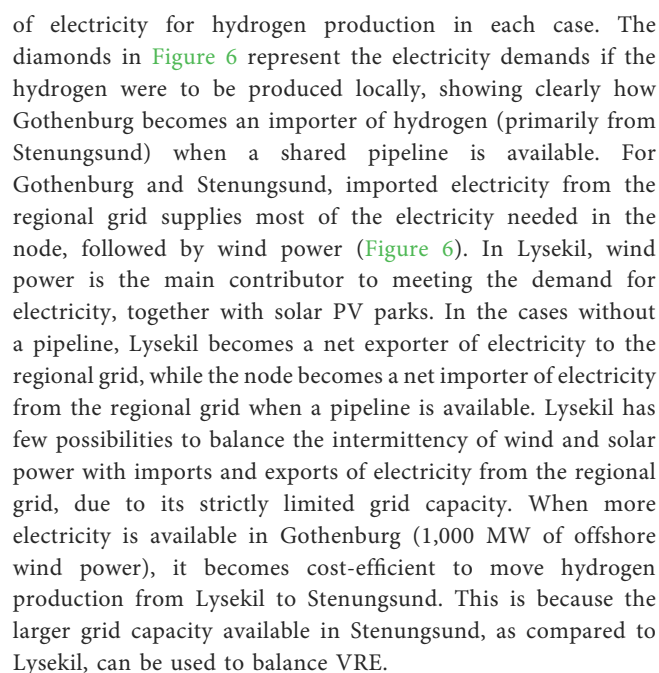 of electricity for hydrogen production in each case. The
diamonds in Figure 6 represent the electricity demands if the
hydrogen were to be produced locally, showing clearly how
Gothenburg becomes an importer of hydrogen (primarily from
Stenungsund) when a shared pipeline is available. For
Gothenburg and Stenungsund, imported electricity from the
regional grid supplies most of the electricity needed in the
node, followed by wind power (Figure 6). In Lysekil, wind
power is the main contributor to meeting the demand for
electricity, together with solar PV parks. In the cases without
a pipeline, Lysekil becomes a net exporter of electricity to the
regional grid, while the node becomes a net importer of electricity
from the regional grid when a pipeline is available. Lysekil has
few possibilities to balance the intermittency of wind and solar
power with imports and exports of electricity from the regional
grid, due to its strictly limited grid capacity. When more
electricity is available in Gothenburg (1,000 MW of offshore
wind power), it becomes cost-efficient to move hydrogen
production from Lysekil to Stenungsund. This is because the
larger grid capacity available in Stenungsund, as compared to
Lysekil, can be used to balance VRE.